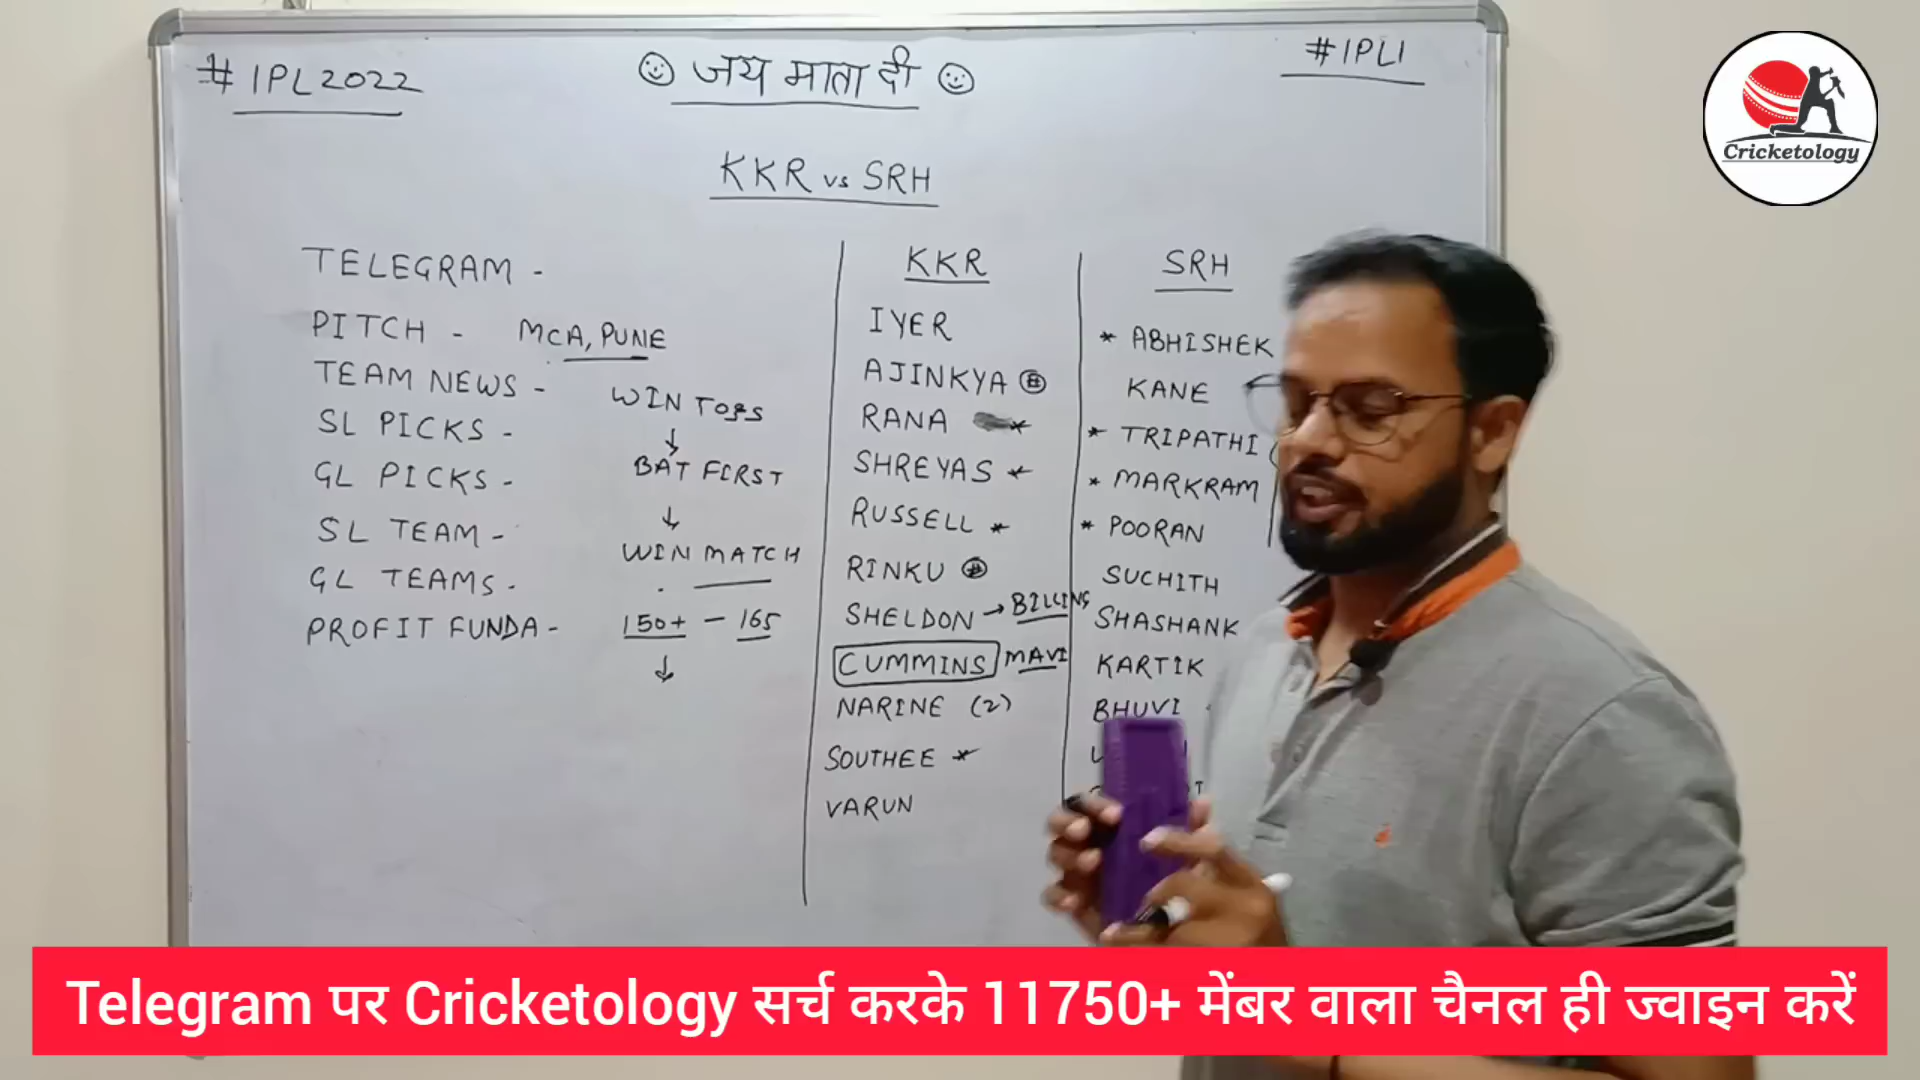 # IPL2022
☺ जय माता दी ☺
#IPL1
Cricketology
KKR vs SRH
TELEGRAM -
PITCH - MCA, PUNE
TEAM NEWS -
SL PICKS -
GL PICKS -
SL TEAM -
GL TEAMS -
PROFIT FUNDA -
WIN TOSS
↓
BAT FIRST
↓
WIN MATCH
150+ - 165
↓
KKR
IYER
AJINKYA
RANA *
SHREYAS *
RUSSELL *
RINKU
SHELDON → BILLINGS
CUMMINS MAVI
NARINE (2)
SOUTHEE *
VARUN
SRH
* ABHISHEK
KANE
* TRIPATHI
* MARKRAM
* POORAN
SUCHITH
SHASHANK
KARTIK
BHUVI
Telegram पर Cricketology सर्च करके 11750+ मेंबर वाला चैनल ही ज्वाइन करें